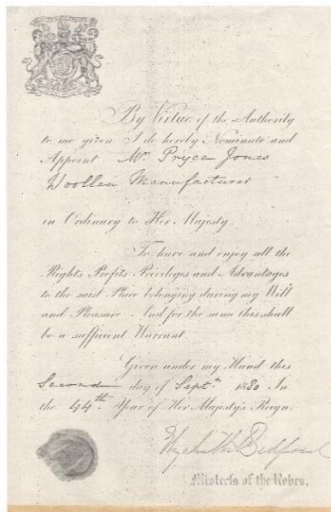 By Virtue of the Authority
to me given I do hereby Nominate and
Appoint Mr. Pryce Jones
Woollen Manufacturer
in Ordinary to Her Majesty.
To have and enjoy all the
Rights, Profits, Privileges and Advantages
to the said Place belonging during my Will
and Pleasure. And for the same this shall
be a sufficient Warrant.
Given under my Hand this
Second day of Septr. 1880. In
the 44th Year of Her Majesty's Reign.
Bedford
Mistress of the Robes.